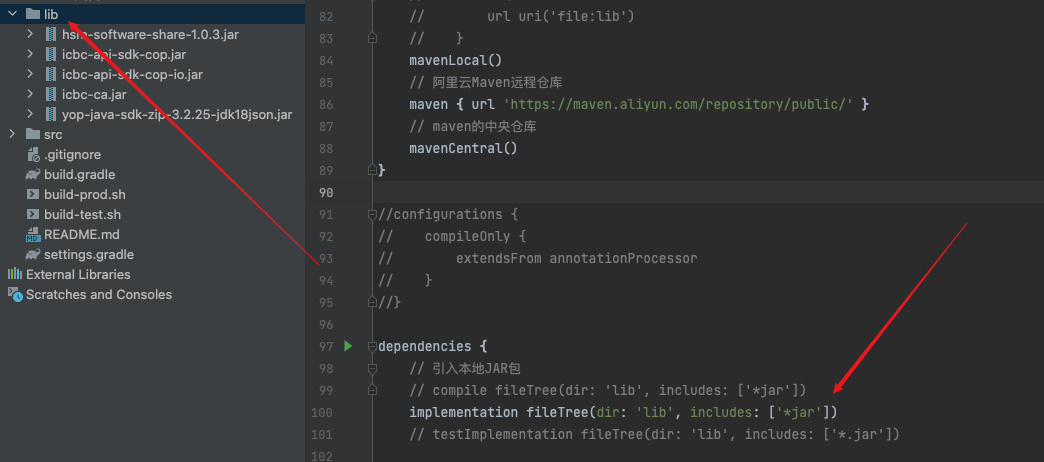 lib
hsm-software-share-1.0.3.jar
icbc-api-sdk-cop.jar
icbc-api-sdk-cop-io.jar
icbc-ca.jar
yop-java-sdk-zip-3.2.25-jdk18json.jar
src
.gitignore
build.gradle
build-prod.sh
build-test.sh
README.md
settings.gradle
External Libraries
Scratches and Consoles
82 // url uri('file:lib')
83 // }
84 mavenLocal()
85 // 阿里云Maven远程仓库
86 maven { url 'https://maven.aliyun.com/repository/public/' }
87 // maven的中央仓库
88 mavenCentral()
89 }
90
91 //configurations {
92 // compileOnly {
93 // extendsFrom annotationProcessor
94 // }
95 //}
96
97 dependencies {
98 // 引入本地JAR包
99 // compile fileTree(dir: 'lib', includes: ['*jar'])
100 implementation fileTree(dir: 'lib', includes: ['*jar'])
101 // testImplementation fileTree(dir: 'lib', includes: ['*.jar'])
102